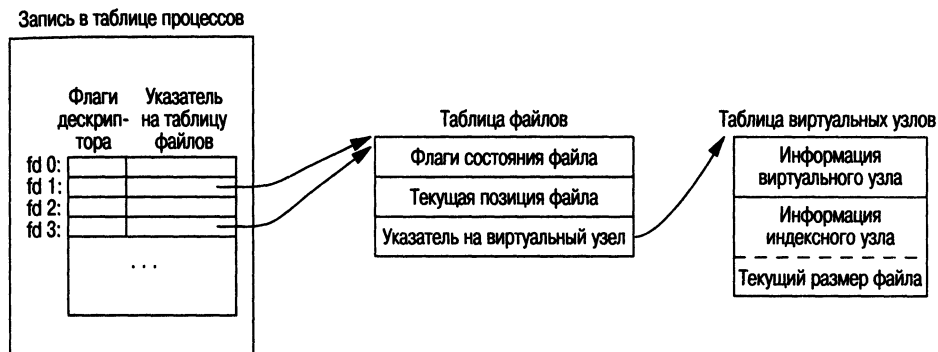 Запись в таблице процессов
Флаги
дескрип-
тора
Указатель
на таблицу
файлов
fd 0:
fd 1:
fd 2:
fd 3:
...
Таблица файлов
Флаги состояния файла
Текущая позиция файла
Указатель на виртуальный узел
Таблица виртуальных узлов
Информация
виртуального узла
Информация
индексного узла
Текущий размер файла